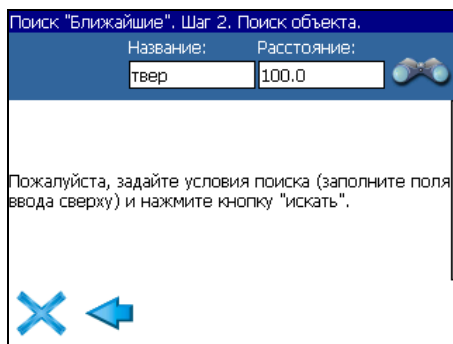 Поиск "Ближайшие". Шаг 2. Поиск объекта.
Название: Расстояние:
твер 100.0
Пожалуйста, задайте условия поиска (заполните поля
ввода сверху) и нажмите кнопку "искать".